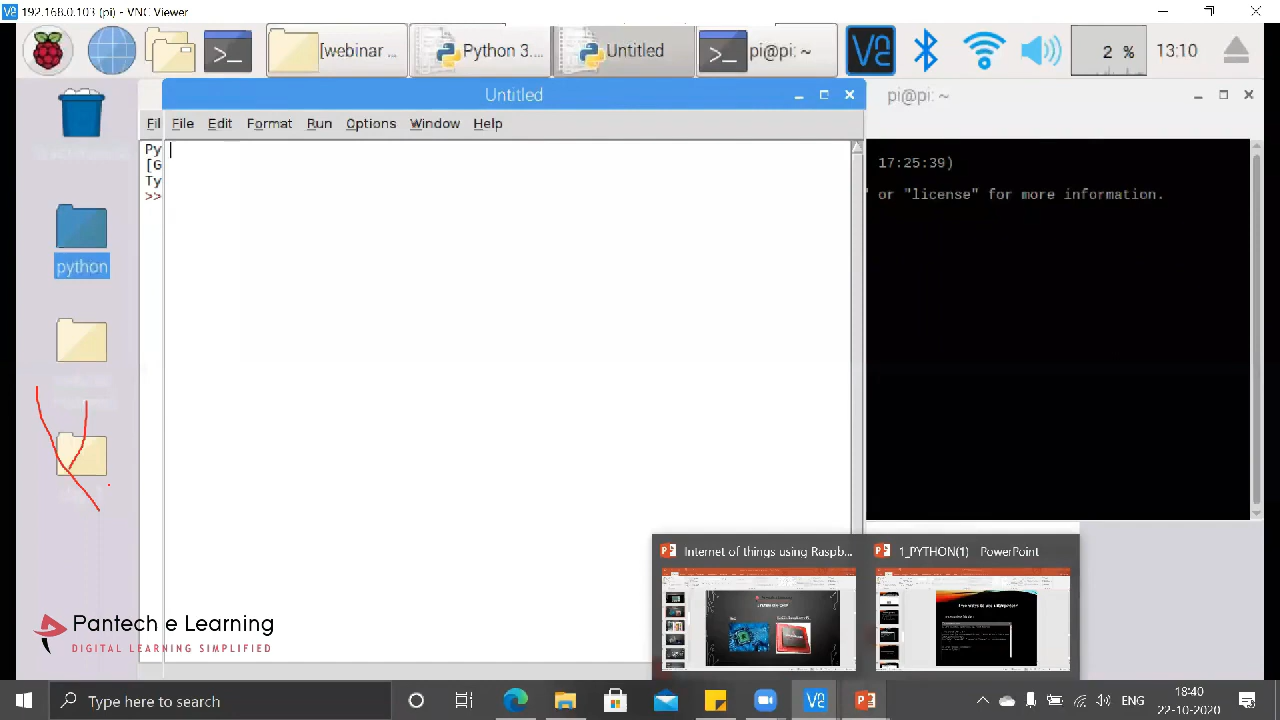 192.168.0.103 (pi) - VNC Viewer
webinar ...
Python 3....
Untitled
pi@pi: ~
2 %
13:10
Untitled
pi@pi: ~
Fil
File Edit Format Run Options Window Help
Py
[G
Ty
>>
17:25:39)
" or "license" for more information.
python
Internet of things using Raspb...
1_PYTHON(1) - PowerPoint
Pantech e Learning
DIGITAL LEARNING SIMPLIFIED
Type here to search
ENG
18:40
22-10-2020